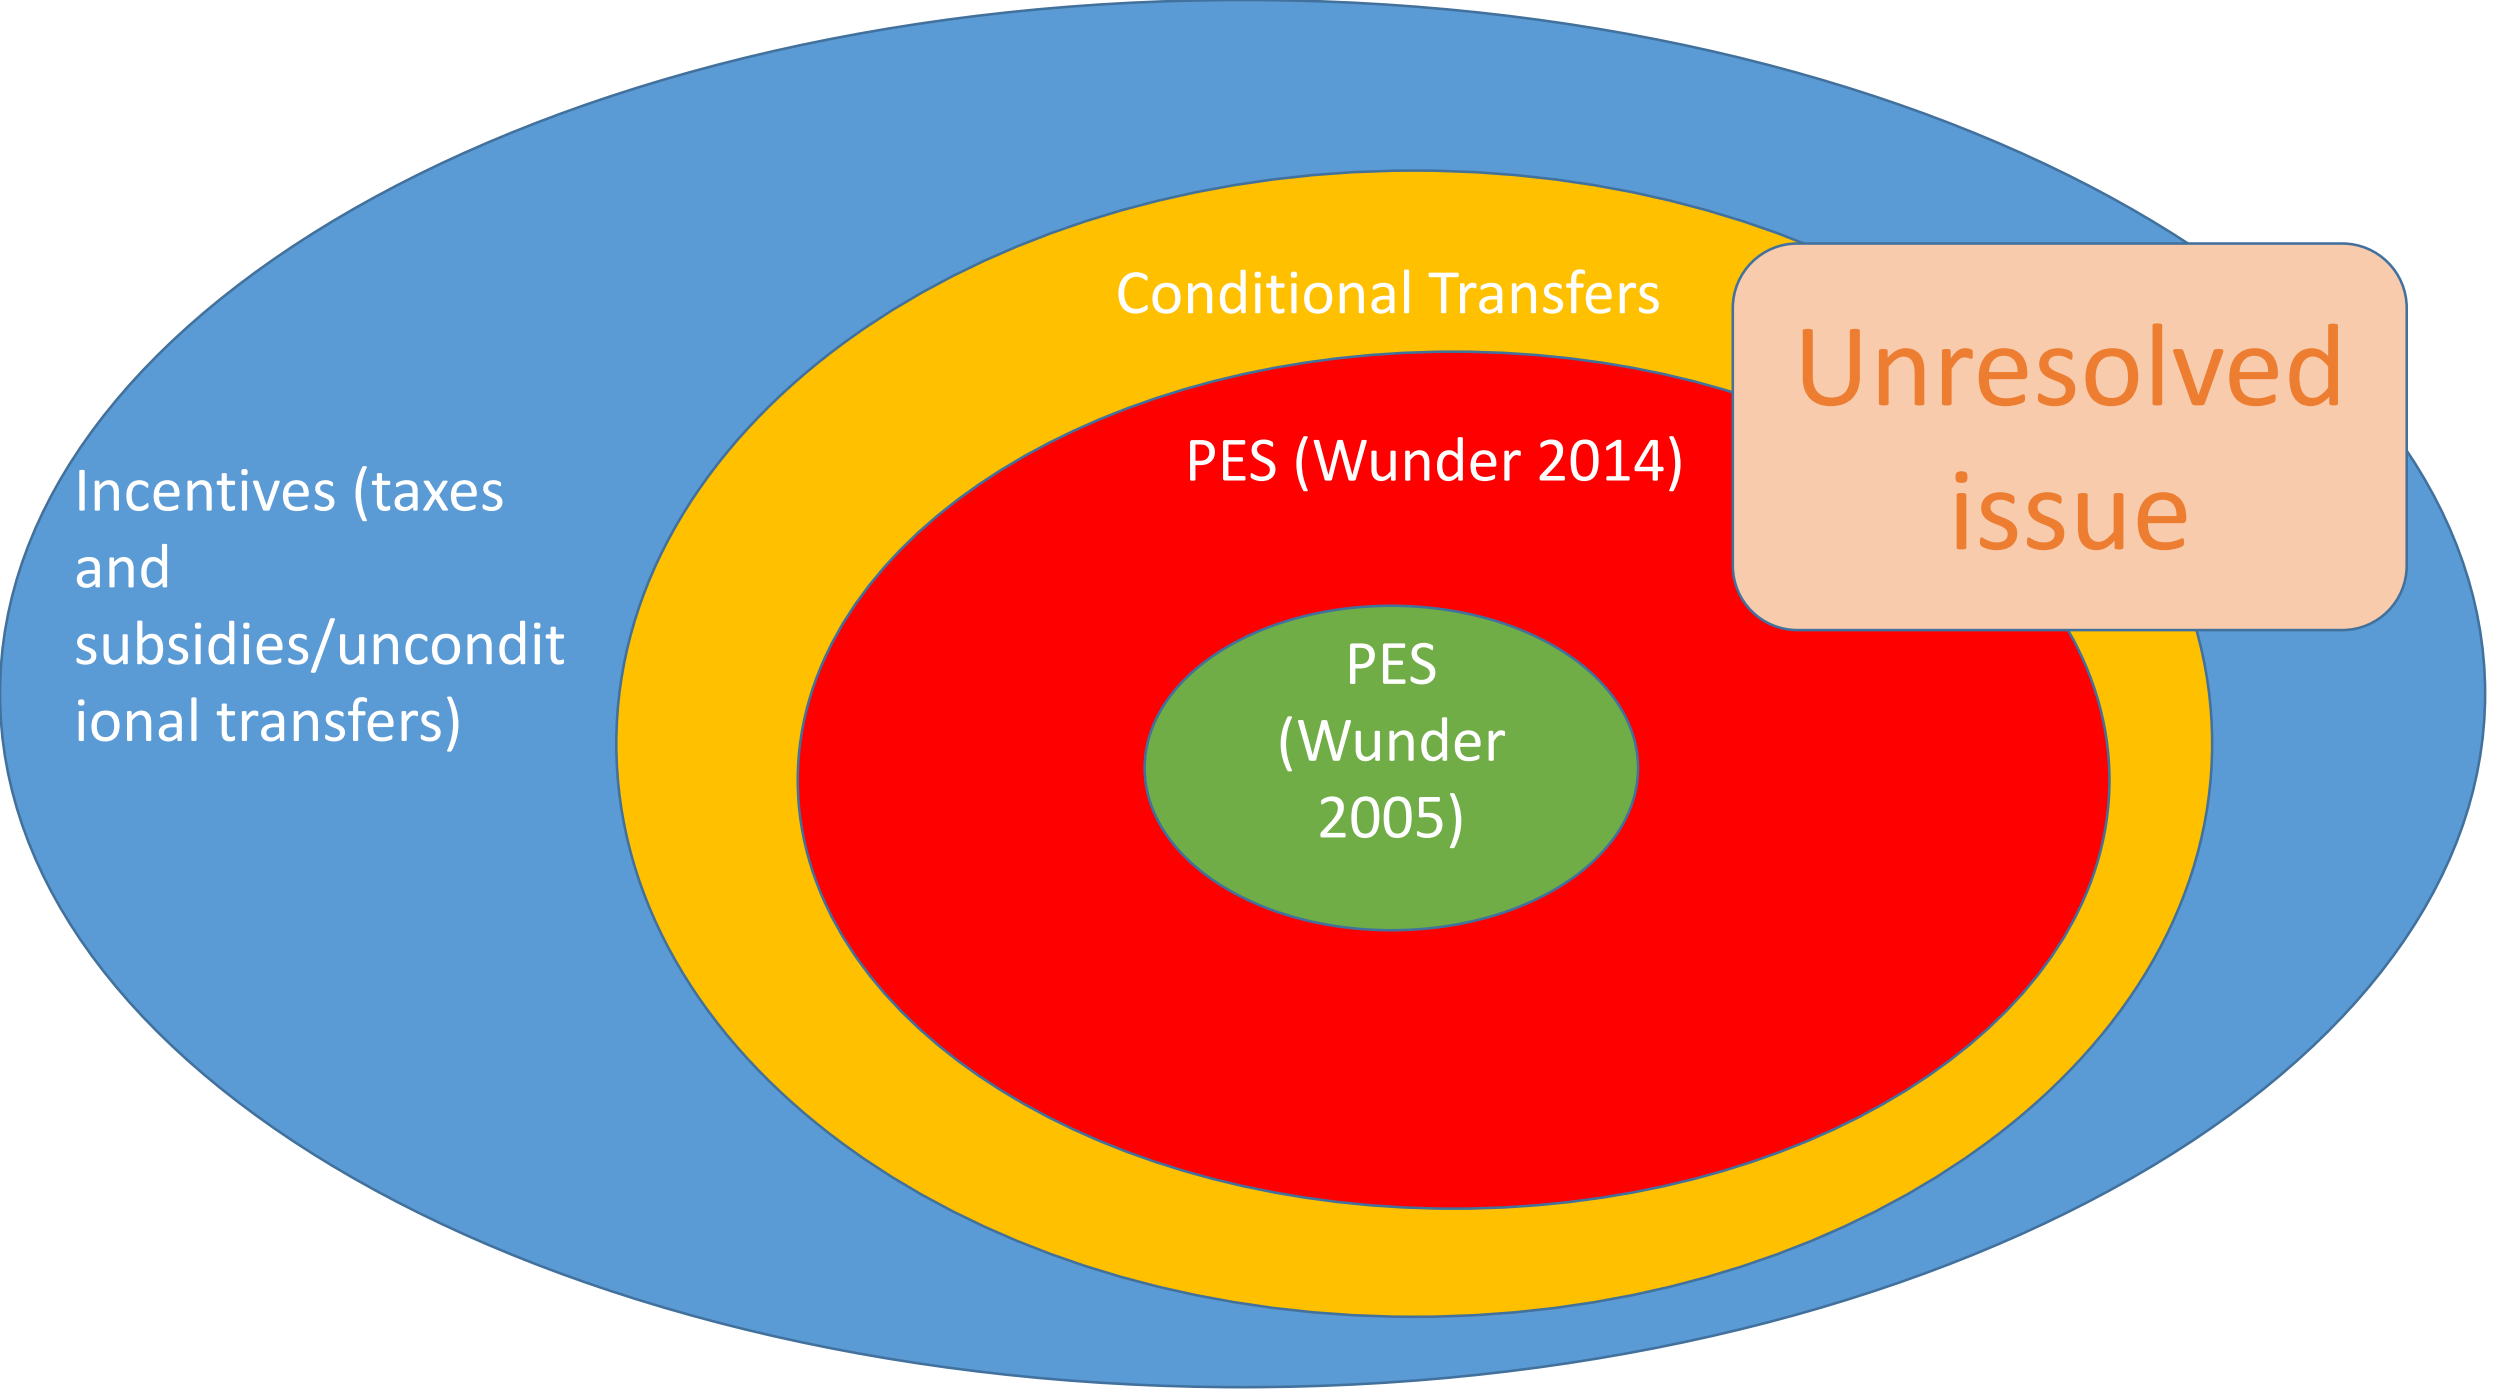 Conditional Transfers
Unresolved
issue
PES (Wunder 2014)
Incentives (taxes
and
subsidies/uncondit
ional transfers)
PES
(Wunder
2005)